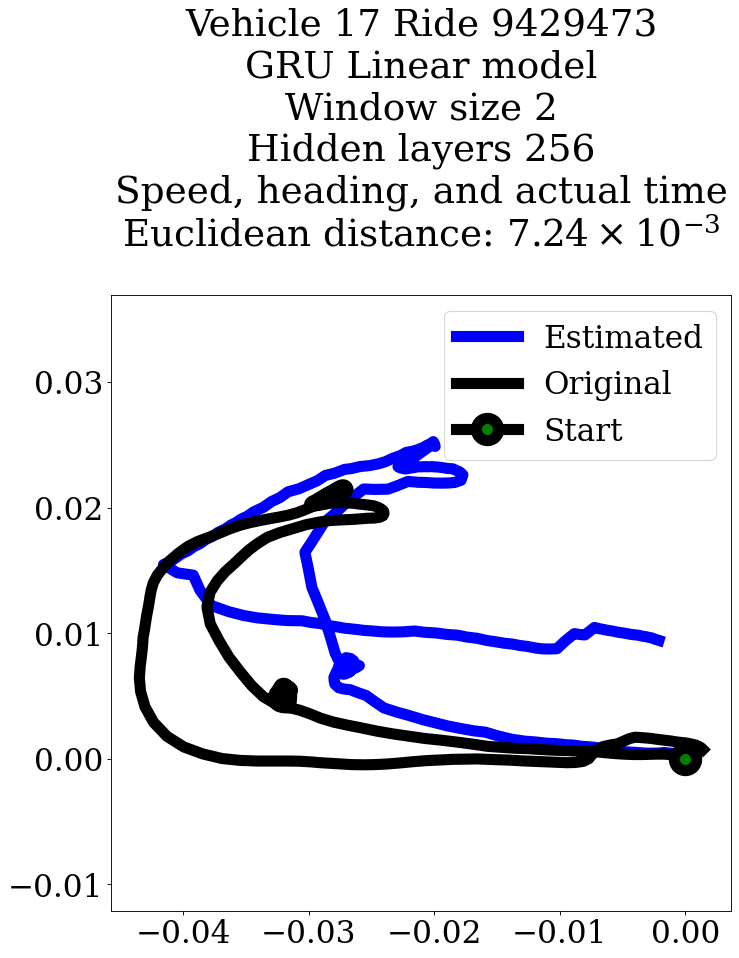 Vehicle 17 Ride 9429473
GRU Linear model
Window size 2
Hidden layers 256
Speed, heading, and actual time
Euclidean distance: 7.24 × 10⁻³
Estimated
Original
Start
0.03
0.02
0.01
0.00
−0.01
−0.04
−0.03
−0.02
−0.01
0.00